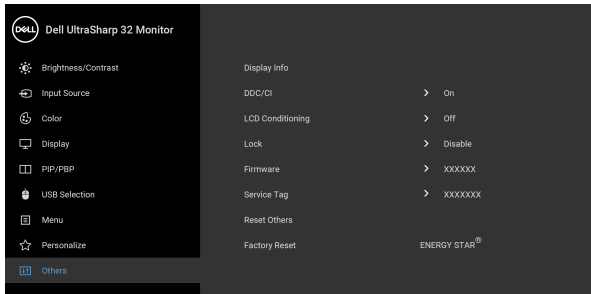 DELL Dell UltraSharp 32 Monitor
Brightness/Contrast Display Info
Input Source DDC/CI On
Color LCD Conditioning Off
Display Lock Disable
PIP/PBP Firmware XXXXXX
USB Selection Service Tag XXXXXXX
Menu Reset Others
Personalize Factory Reset ENERGY STAR®
Others